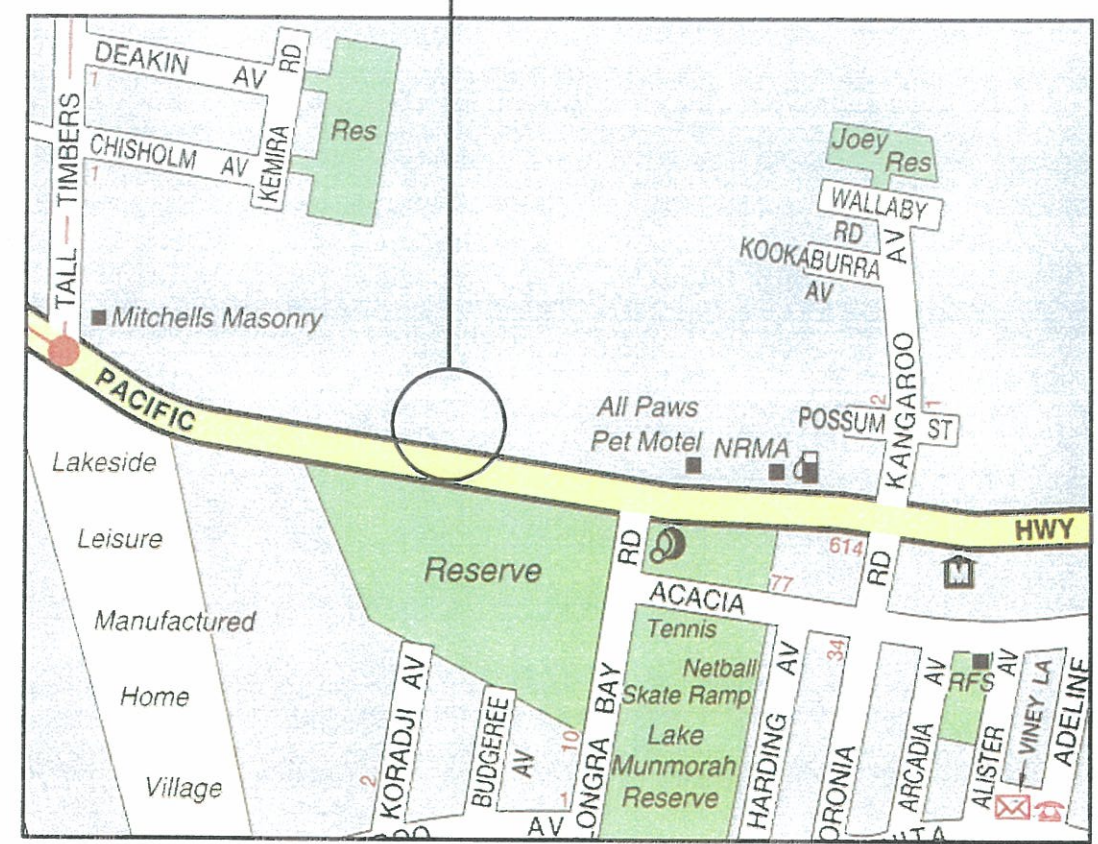 DEAKIN AV
RD
1
CHISHOLM AV
1
KEMIRA
Res
TALL TIMBERS
Mitchells Masonry
Joey
Res
WALLABY
RD
KOOKABURRA
AV
AV
KANGAROO
2
1
POSSUM ST
All Paws
Pet Motel
NRMA
PACIFIC
HWY
Lakeside
Leisure
Manufactured
Home
Village
Reserve
RD
614
RD
M
77
ACACIA
Tennis
Netball
Skate Ramp
Lake
Munmorah
Reserve
AV
34
AV
RFS
AV
VINEY LA
ADELINE
KORADJI AV
2
BUDGEREE
AV
10
1
AV
ONGRA BAY
HARDING
ORONIA
ARCADIA
ALISTER